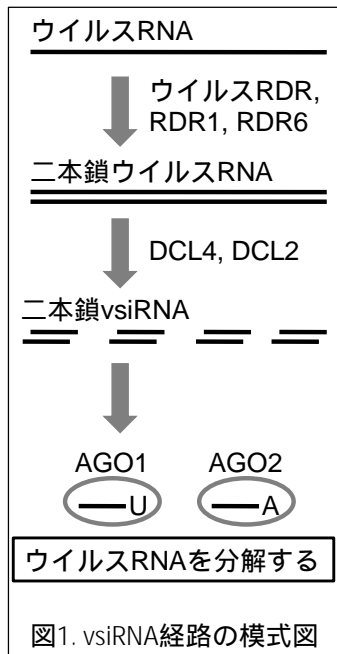 ウイルスRNA
ウイルスRDR,
RDR1, RDR6
二本鎖ウイルスRNA
DCL4, DCL2
二本鎖vsiRNA
AGO1 AGO2
U A
ウイルスRNAを分解する
図1. vsiRNA経路の模式図